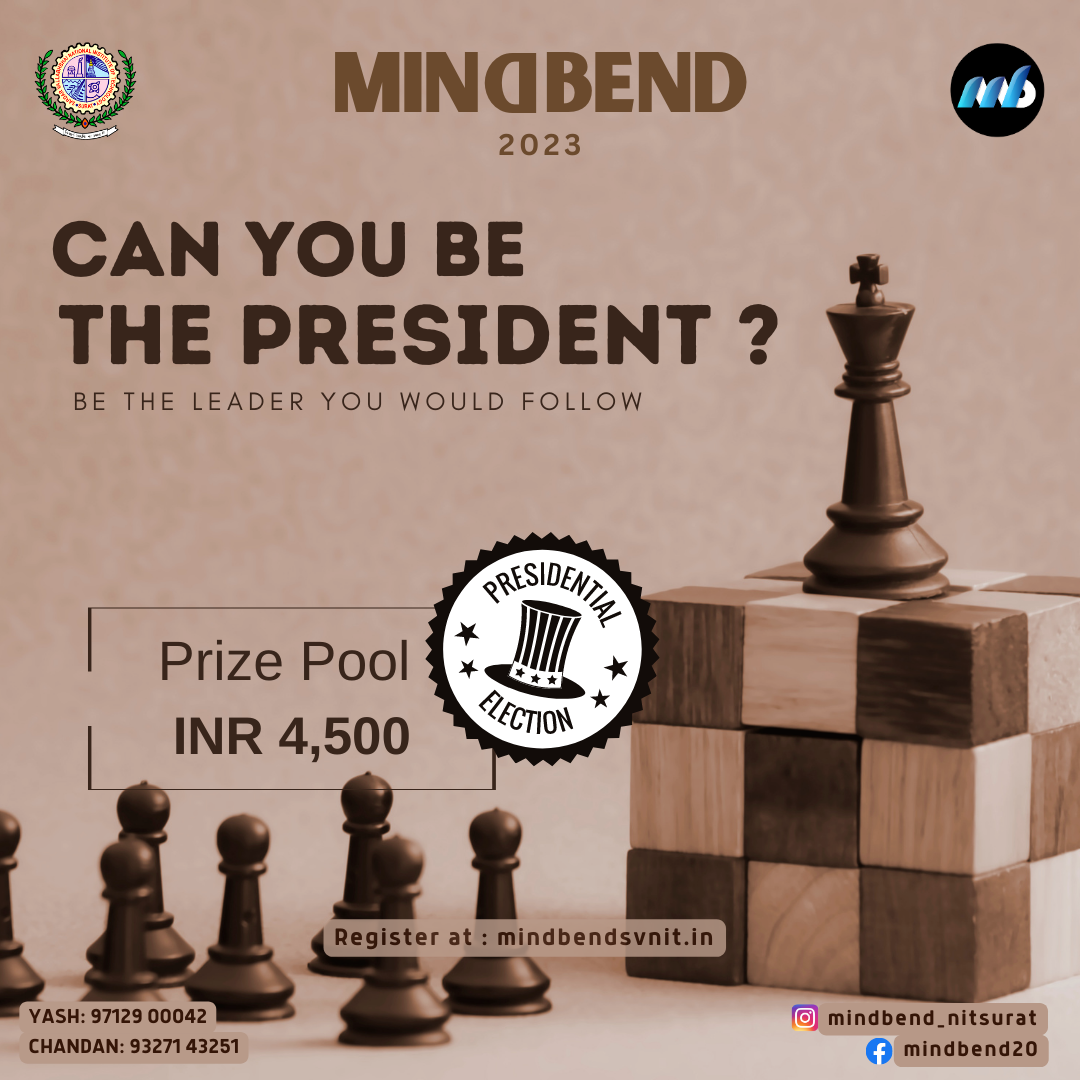 MINDBEND
2023
CAN YOU BE
THE PRESIDENT ?
BE THE LEADER YOU WOULD FOLLOW
PRESIDENTIAL
ELECTION
Prize Pool
INR 4,500
Register at : mindbendsvnit.in
YASH: 97129 00042
CHANDAN: 93271 43251
mindbend_nitsurat
mindbend20
mb